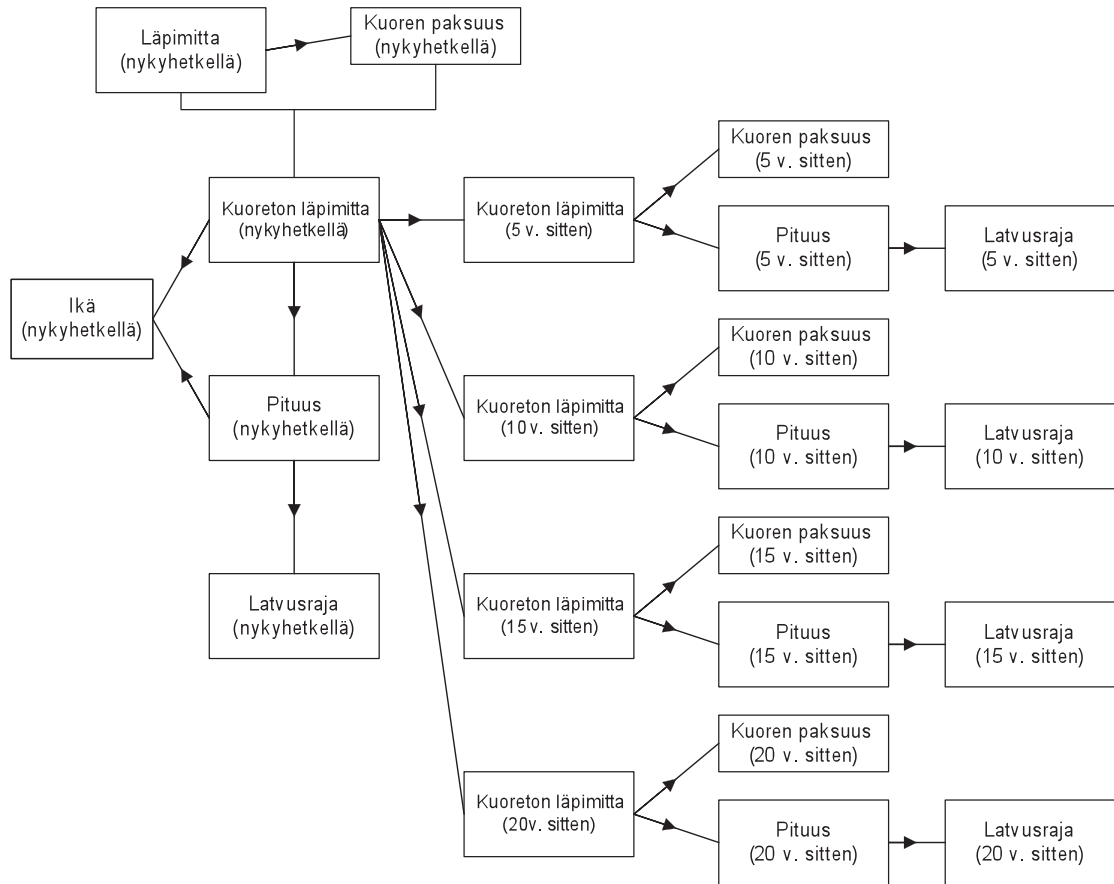 Läpimitta
(nykyhetkellä)
Kuoren paksuus
(nykyhetkellä)
Kuoreton läpimitta
(nykyhetkellä)
Ikä
(nykyhetkellä)
Pituus
(nykyhetkellä)
Latvusraja
(nykyhetkellä)
Kuoreton läpimitta
(5 v. sitten)
Kuoren paksuus
(5 v. sitten)
Pituus
(5 v. sitten)
Latvusraja
(5 v. sitten)
Kuoreton läpimitta
(10 v. sitten)
Kuoren paksuus
(10 v. sitten)
Pituus
(10 v. sitten)
Latvusraja
(10 v. sitten)
Kuoreton läpimitta
(15 v. sitten)
Kuoren paksuus
(15 v. sitten)
Pituus
(15 v. sitten)
Latvusraja
(15 v. sitten)
Kuoreton läpimitta
(20v. sitten)
Kuoren paksuus
(20 v. sitten)
Pituus
(20 v. sitten)
Latvusraja
(20 v. sitten)